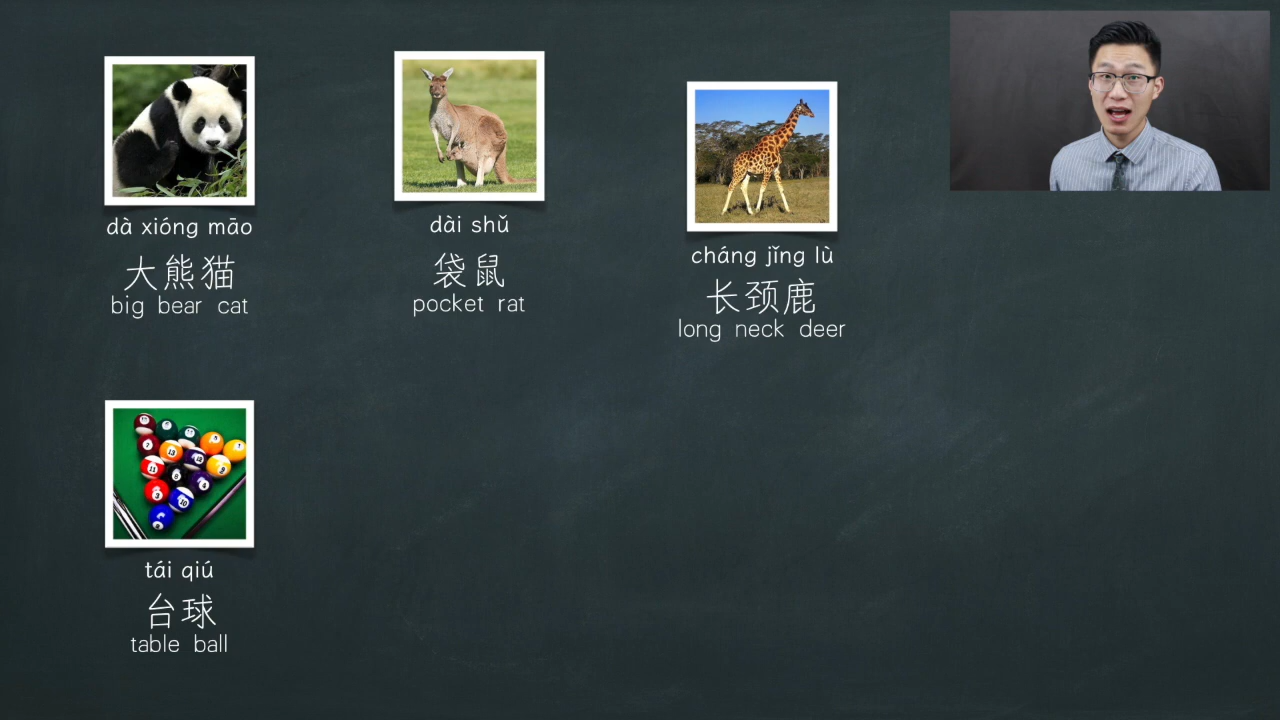 dà xióng māo
大熊猫
big bear cat
dài shǔ
袋鼠
pocket rat
cháng jǐng lù
长颈鹿
long neck deer
tái qiú
台球
table ball